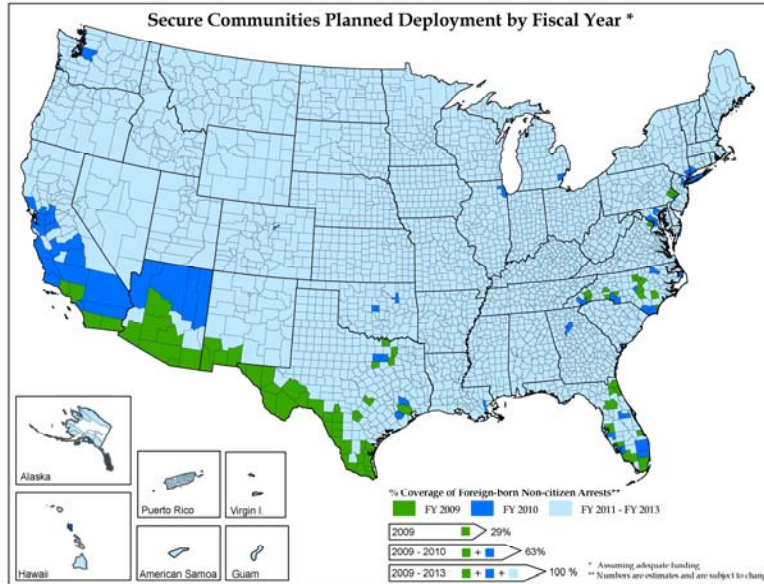 Secure Communities Planned Deployment by Fiscal Year *
Alaska
Hawaii
Puerto Rico
Virgin I.
American Samoa
Guam
% Coverage of Foreign-born Non-citizen Arrests**
FY 2009
FY 2010
FY 2011 - FY 2013
2009
29%
2009 - 2010
+
63%
2009 - 2013
+ +
100 %
* Assuming adequate funding
** Numbers are estimates and are subject to